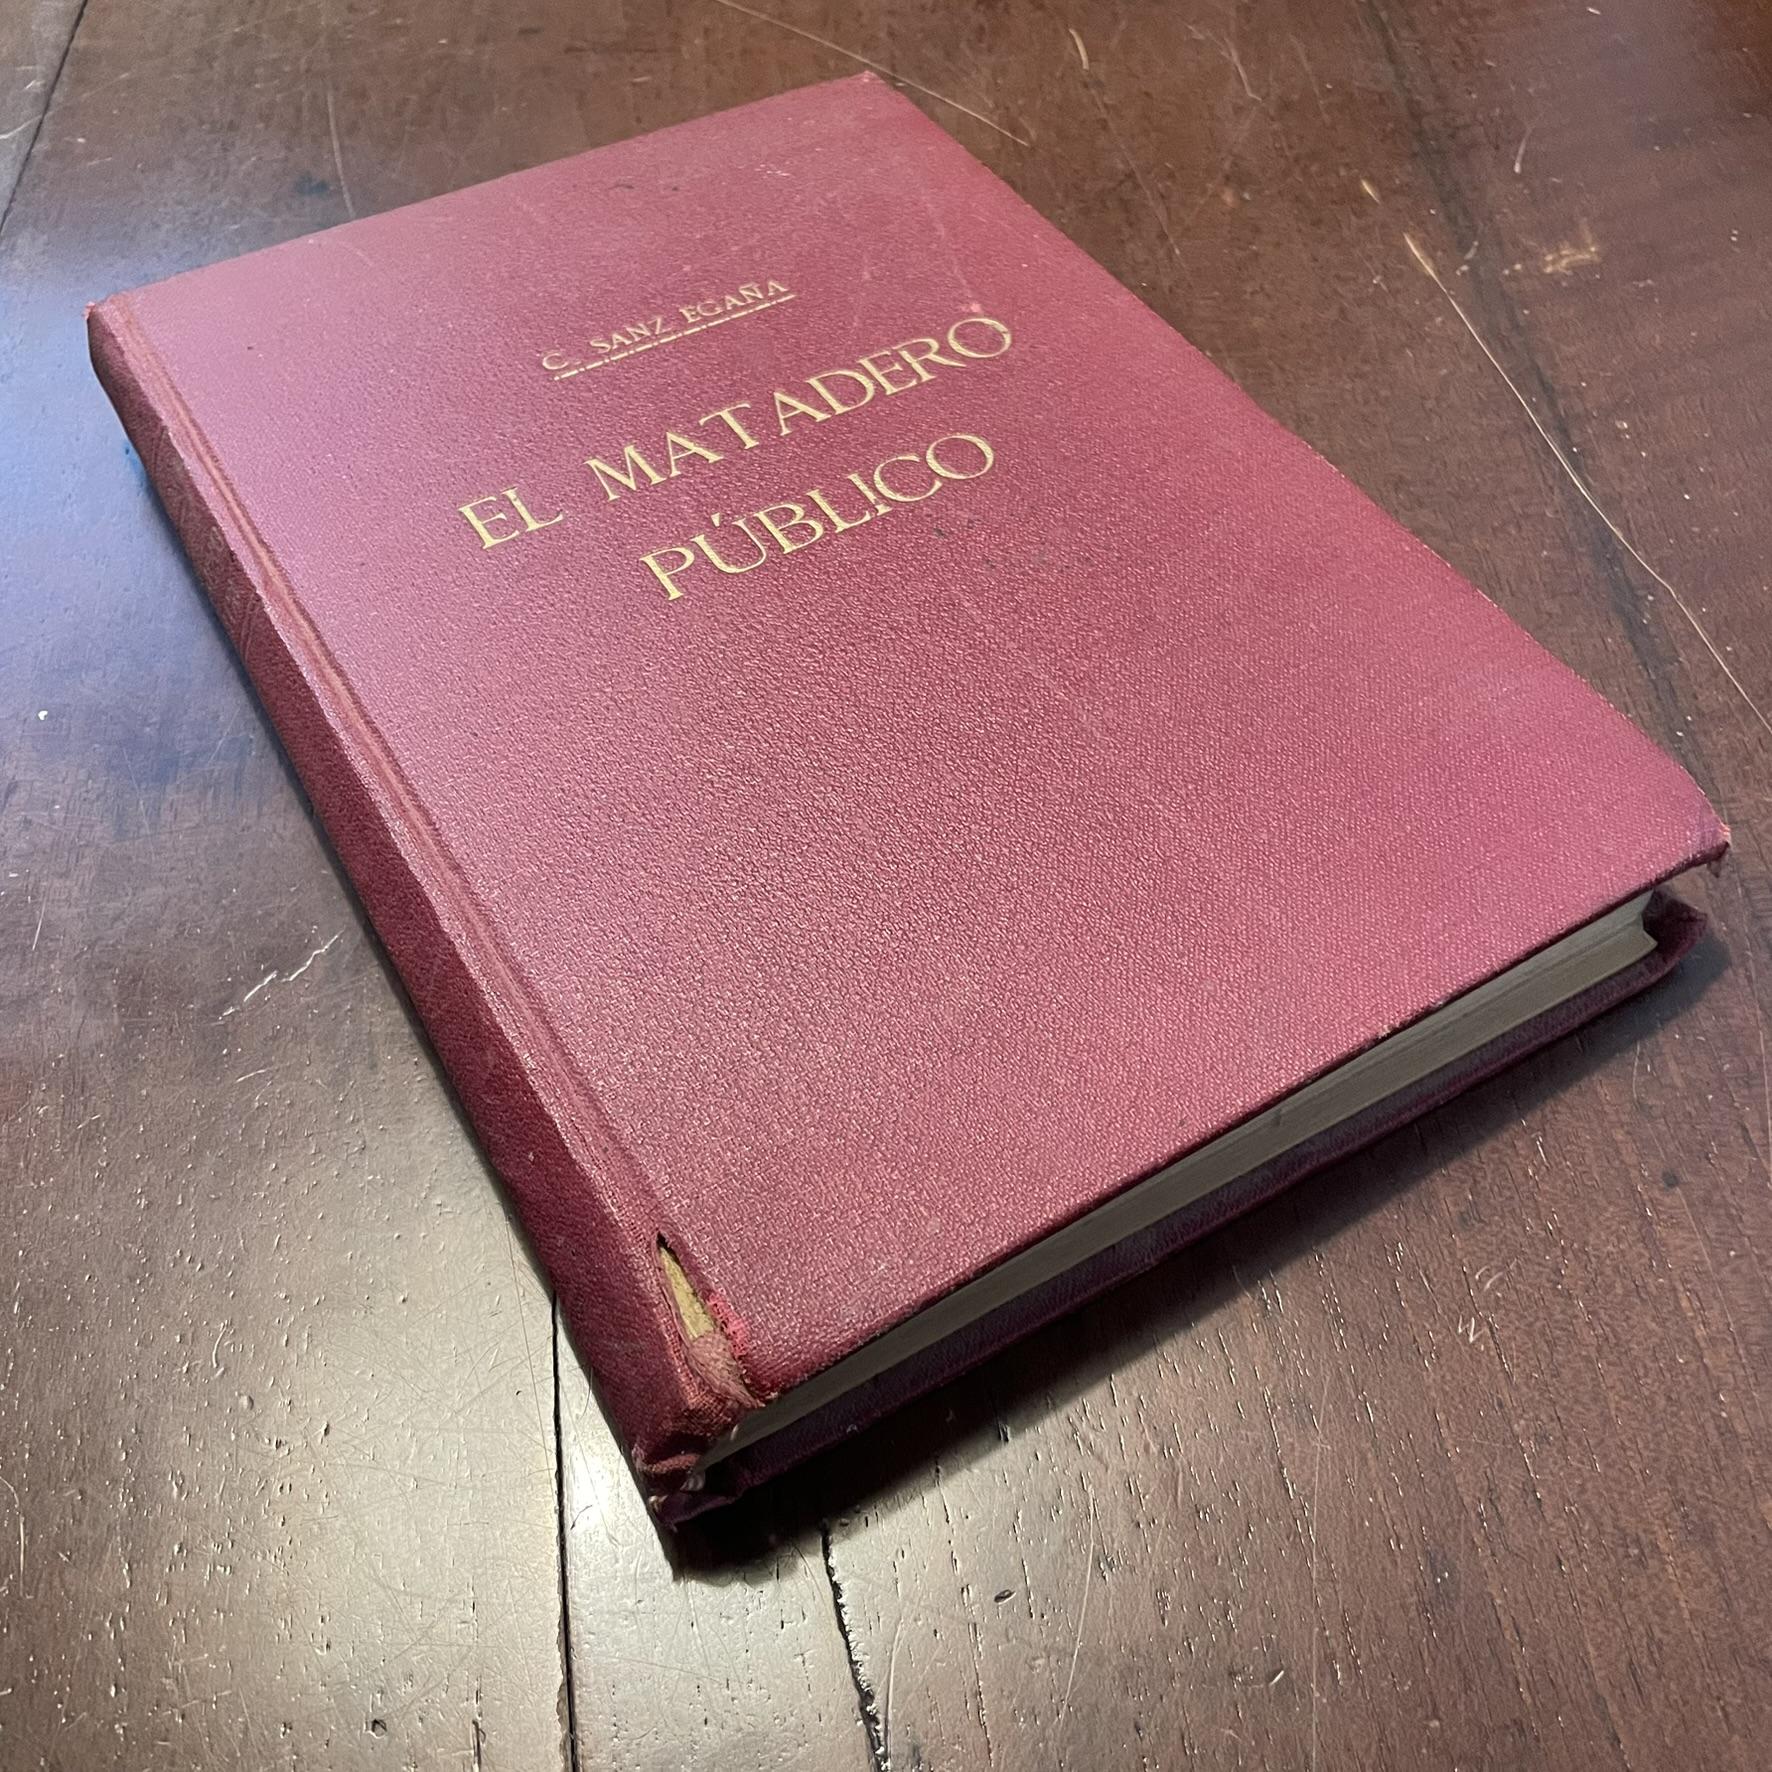 C. SANZ EGAÑA
EL MATADERO
PÚBLICO